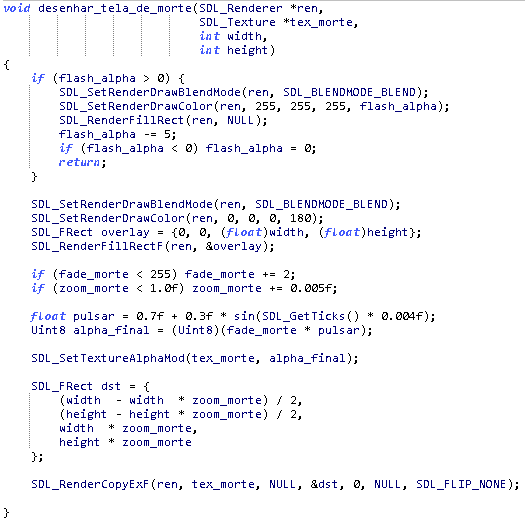 void desenhar_tela_de_morte(SDL_Renderer *ren,
                            SDL_Texture *tex_morte,
                            int width,
                            int height)
{
    if (flash_alpha > 0) {
        SDL_SetRenderDrawBlendMode(ren, SDL_BLENDMODE_BLEND);
        SDL_SetRenderDrawColor(ren, 255, 255, 255, flash_alpha);
        SDL_RenderFillRect(ren, NULL);
        flash_alpha -= 5;
        if (flash_alpha < 0) flash_alpha = 0;
        return;
    }

    SDL_SetRenderDrawBlendMode(ren, SDL_BLENDMODE_BLEND);
    SDL_SetRenderDrawColor(ren, 0, 0, 0, 180);
    SDL_FRect overlay = {0, 0, (float)width, (float)height};
    SDL_RenderFillRectF(ren, &overlay);

    if (fade_morte < 255) fade_morte += 2;
    if (zoom_morte < 1.0f) zoom_morte += 0.005f;

    float pulsar = 0.7f + 0.3f * sin(SDL_GetTicks() * 0.004f);
    Uint8 alpha_final = (Uint8)(fade_morte * pulsar);

    SDL_SetTextureAlphaMod(tex_morte, alpha_final);

    SDL_FRect dst = {
        (width  - width  * zoom_morte) / 2,
        (height - height * zoom_morte) / 2,
        width  * zoom_morte,
        height * zoom_morte
    };

    SDL_RenderCopyExF(ren, tex_morte, NULL, &dst, 0, NULL, SDL_FLIP_NONE);

}